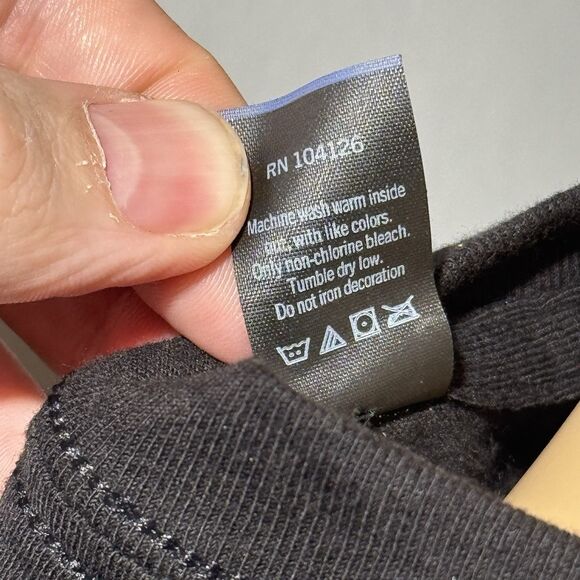 RN 104126
Machine wash warm inside
out, with like colors.
Only non-chlorine bleach.
Tumble dry low.
Do not iron decoration